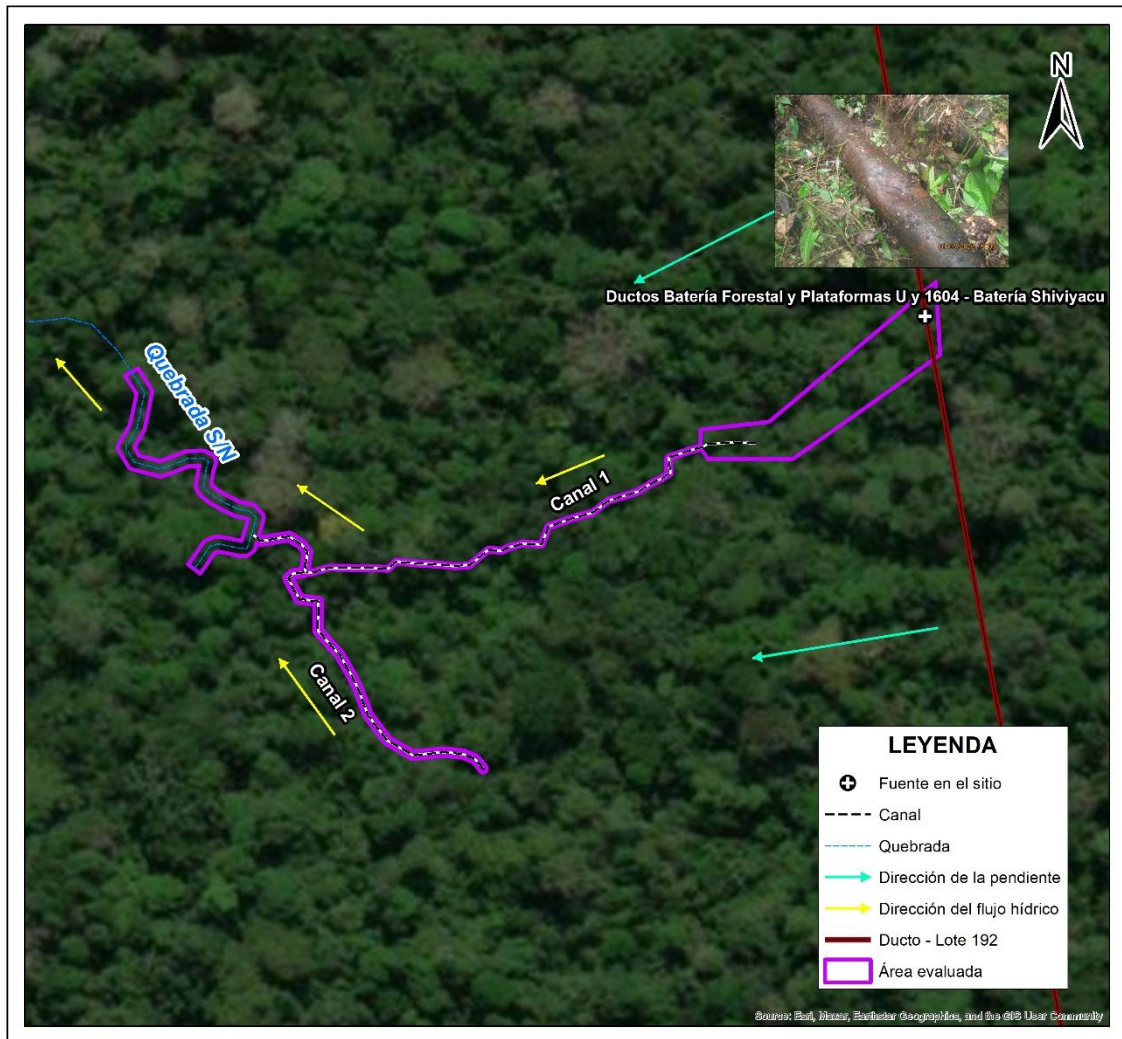 N
Ductos Batería Forestal y Plataformas U y 1604 - Batería Shiviyacu
Quebrada S/N
Canal 1
Canal 2
LEYENDA
Fuente en el sitio
Canal
Quebrada
Dirección de la pendiente
Dirección del flujo hídrico
Ducto - Lote 192
Área evaluada
Source: Esri, Maxar, Earthstar Geographics, and the GIS User Community